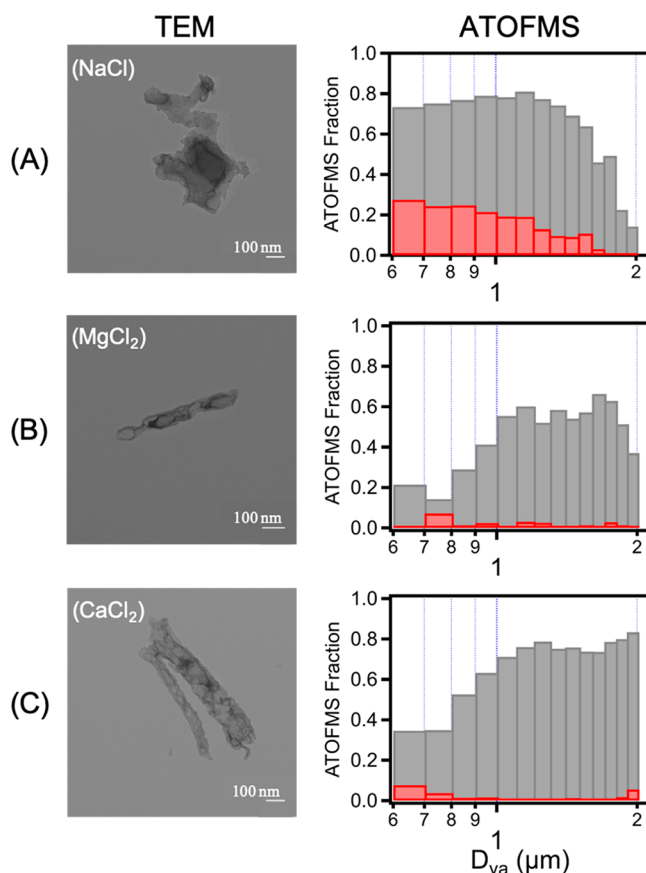 TEM
ATOFMS
(A)
(NaCl)
100 nm
ATOFMS Fraction
1.0
0.8
0.6
0.4
0.2
0.0
6 7 8 9 1 2
(B)
(MgCl2)
100 nm
ATOFMS Fraction
1.0
0.8
0.6
0.4
0.2
0.0
6 7 8 9 1 2
(C)
(CaCl2)
100 nm
ATOFMS Fraction
1.0
0.8
0.6
0.4
0.2
0.0
6 7 8 9 1 2
Dva (μm)